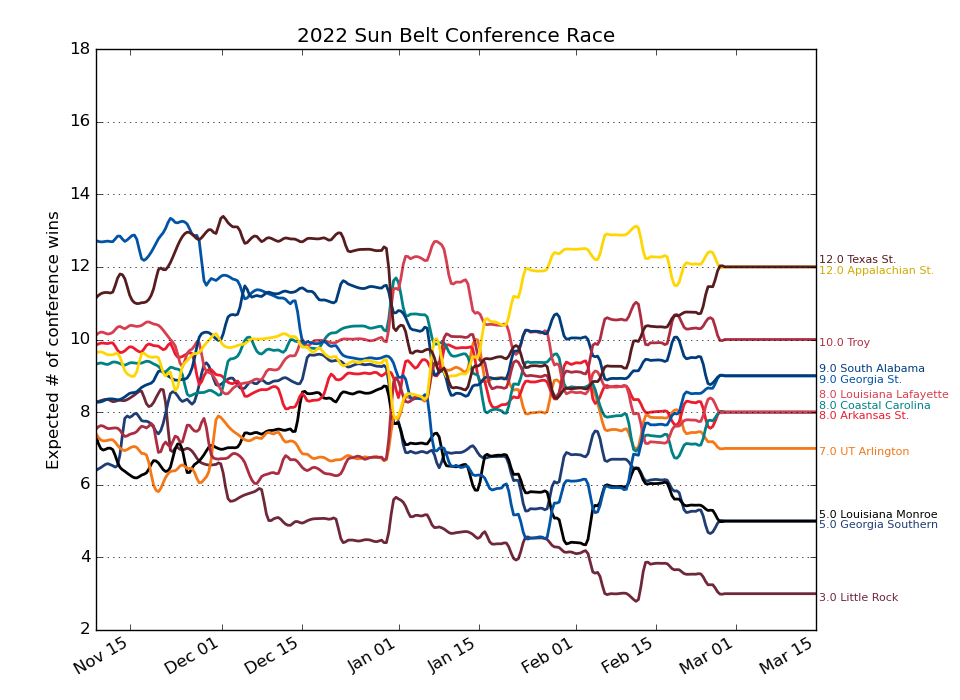 2022 Sun Belt Conference Race
Expected # of conference wins
18
16
14
12
10
8
6
4
2
12.0 Texas St.
12.0 Appalachian St.
10.0 Troy
9.0 South Alabama
9.0 Georgia St.
8.0 Louisiana Lafayette
8.0 Coastal Carolina
8.0 Arkansas St.
7.0 UT Arlington
5.0 Louisiana Monroe
5.0 Georgia Southern
3.0 Little Rock
Nov 15
Dec 01
Dec 15
Jan 01
Jan 15
Feb 01
Feb 15
Mar 01
Mar 15